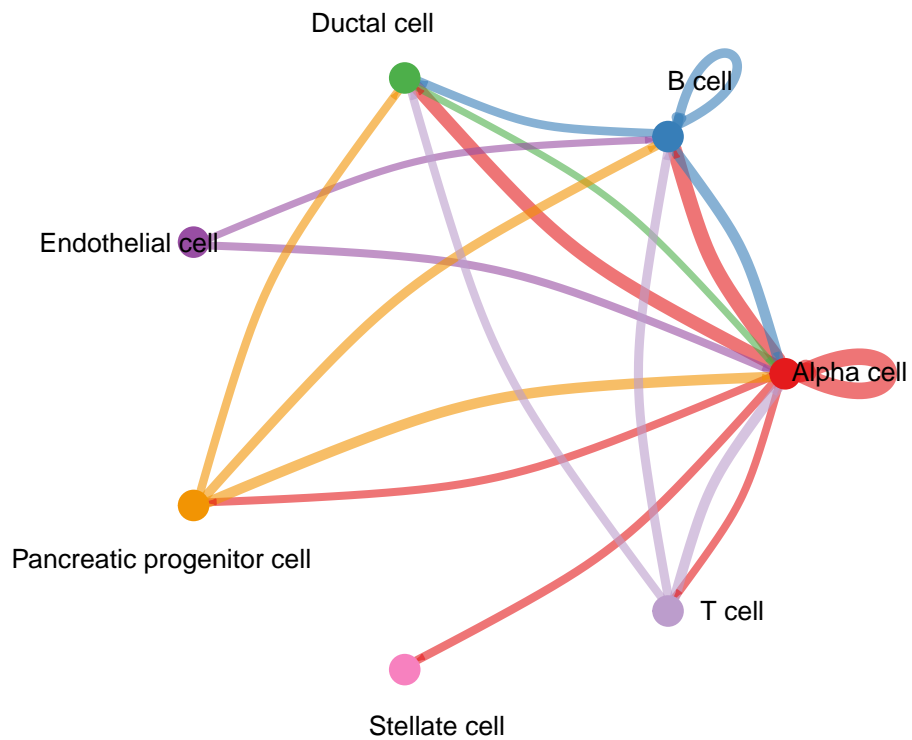 Ductal cell
B cell
Endothelial cell
Alpha cell
Pancreatic progenitor cell
T cell
Stellate cell